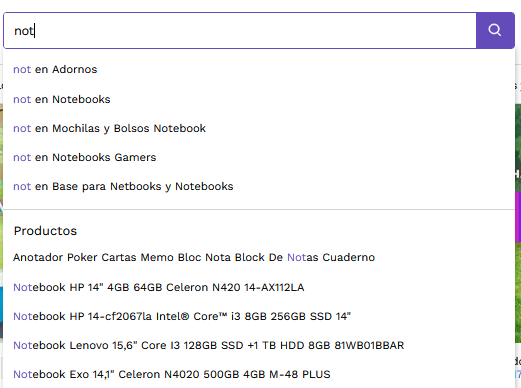 not
not en Adornos
not en Notebooks
not en Mochilas y Bolsos Notebook
not en Notebooks Gamers
not en Base para Netbooks y Notebooks
Productos
Anotador Poker Cartas Memo Bloc Nota Block De Notas Cuaderno
Notebook HP 14" 4GB 64GB Celeron N420 14-AX112LA
Notebook HP 14-cf2067la Intel® Core™ i3 8GB 256GB SSD 14"
Notebook Lenovo 15,6" Core I3 128GB SSD +1 TB HDD 8GB 81WB01BBAR
Notebook Exo 14,1" Celeron N4020 500GB 4GB M-48 PLUS